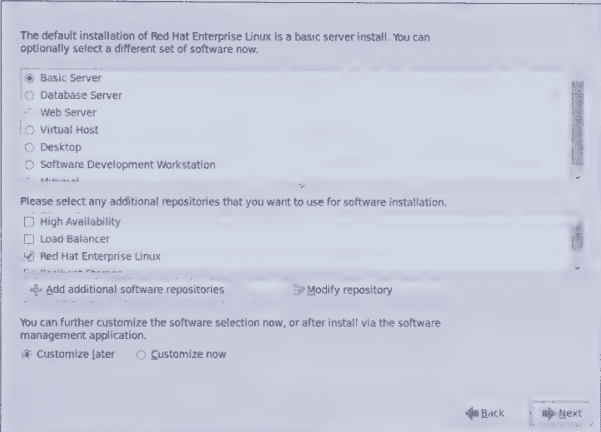 The default installation of Red Hat Enterprise Linux is a basic server install. You can
optionally select a different set of software now.
Basic Server
Database Server
Web Server
Virtual Host
Desktop
Software Development Workstation
Please select any additional repositories that you want to use for software installation.
High Availability
Load Balancer
Red Hat Enterprise Linux
Add additional software repositories
Modify repository
You can further customize the software selection now, or after install via the software
management application.
Customize later
Customize now
Back
Next